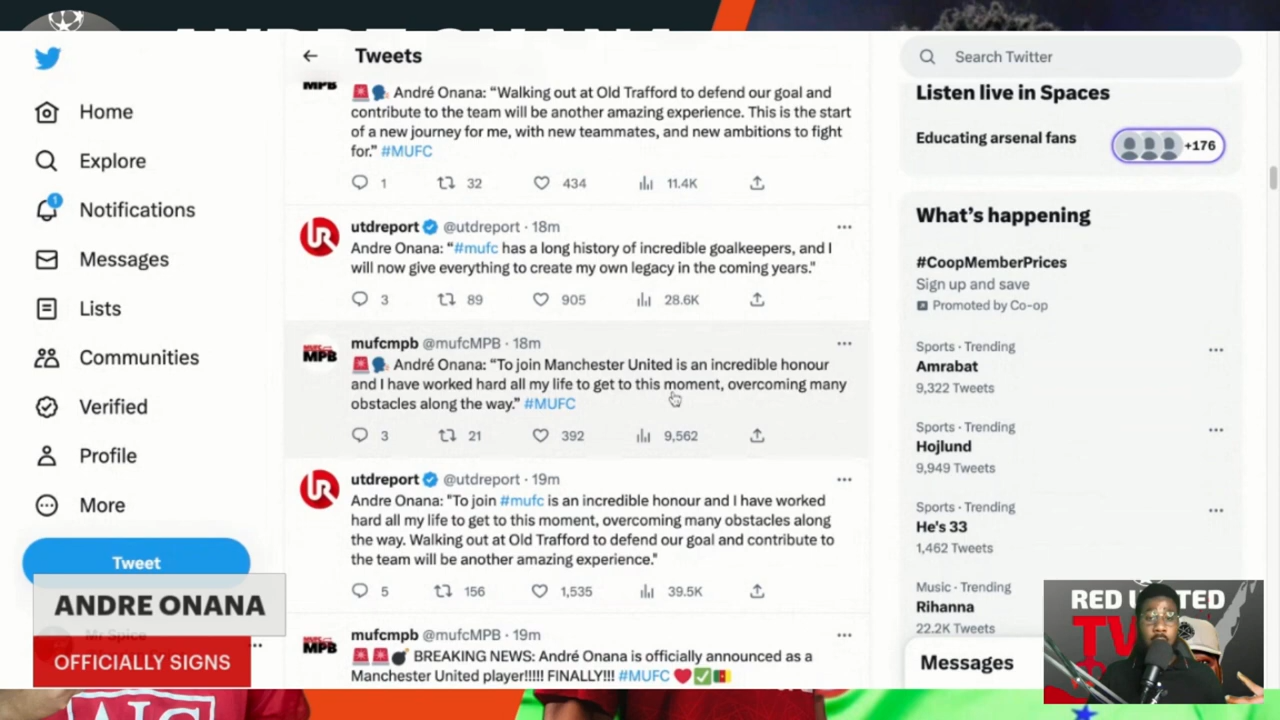 Tweets
Search Twitter
Home
Explore
1
Notifications
Messages
Lists
Communities
Verified
Profile
More
Tweet
MPB
🚨🗣️ André Onana: “Walking out at Old Trafford to defend our goal and
contribute to the team will be another amazing experience. This is the start
of a new journey for me, with new teammates, and new ambitions to fight
for.” #MUFC
1 32 434 11.4K
UR
utdreport @utdreport · 18m
Andre Onana: “#mufc has a long history of incredible goalkeepers, and I
will now give everything to create my own legacy in the coming years."
3 89 905 28.6K
MPB
mufcmpb @mufcMPB · 18m
🚨🗣️ André Onana: “To join Manchester United is an incredible honour
and I have worked hard all my life to get to this moment, overcoming many
obstacles along the way.” #MUFC
3 21 392 9,562
UR
utdreport @utdreport · 19m
Andre Onana: "To join #mufc is an incredible honour and I have worked
hard all my life to get to this moment, overcoming many obstacles along
the way. Walking out at Old Trafford to defend our goal and contribute to
the team will be another amazing experience."
5 156 1,535 39.5K
MPB
mufcmpb @mufcMPB · 19m
🚨🚨💣 BREAKING NEWS: André Onana is officially announced as a
Manchester United player!!!!! FINALLY!!! #MUFC ❤️✅🇨🇲
Listen live in Spaces
Educating arsenal fans
+176
What’s happening
#CoopMemberPrices
Sign up and save
Promoted by Co-op
Sports · Trending
Amrabat
9,322 Tweets
Sports · Trending
Hojlund
9,949 Tweets
Sports · Trending
He's 33
1,462 Tweets
Music · Trending
Rihanna
22.2K Tweets
Messages
ANDRE ONANA
Mr Spice
OFFICIALLY SIGNS
RED UNITED
TV